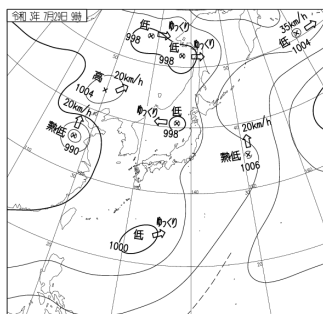 令和 3年 7月29日 9時
低 ゆっくり
998
低 ゆっくり
998
35km/h
低
1004
高 20km/h
1004
20km/h
熱低
990
ゆっくり 低
998
20km/h
熱低
1006
低 ゆっくり
1000